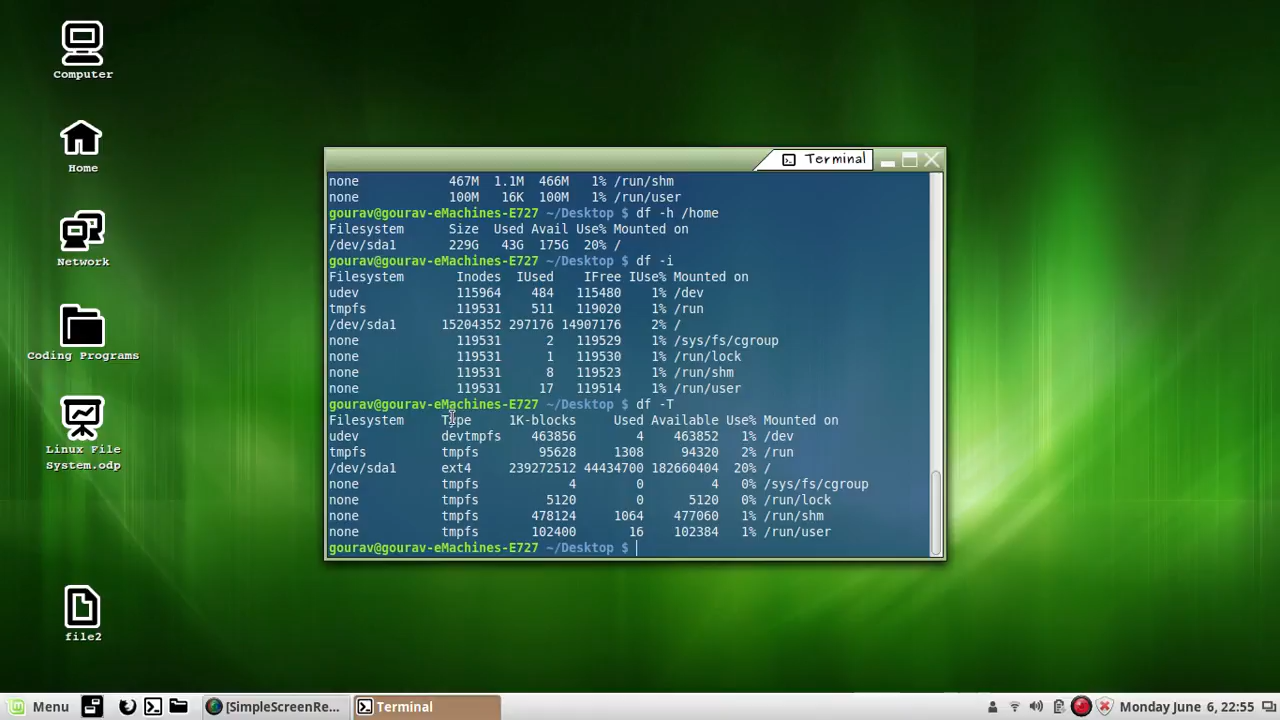 Computer
Home
Network
Coding Programs
Linux File
System.odp
file2
Terminal
none 467M 1.1M 466M 1% /run/shm
none 100M 16K 100M 1% /run/user
gourav@gourav-eMachines-E727 ~/Desktop $ df -h /home
Filesystem Size Used Avail Use% Mounted on
/dev/sda1 229G 43G 175G 20% /
gourav@gourav-eMachines-E727 ~/Desktop $ df -i
Filesystem Inodes IUsed IFree IUse% Mounted on
udev 115964 484 115480 1% /dev
tmpfs 119531 511 119020 1% /run
/dev/sda1 15204352 297176 14907176 2% /
none 119531 2 119529 1% /sys/fs/cgroup
none 119531 1 119530 1% /run/lock
none 119531 8 119523 1% /run/shm
none 119531 17 119514 1% /run/user
gourav@gourav-eMachines-E727 ~/Desktop $ df -T
Filesystem Type 1K-blocks Used Available Use% Mounted on
udev devtmpfs 463856 4 463852 1% /dev
tmpfs tmpfs 95628 1308 94320 2% /run
/dev/sda1 ext4 239272512 44434700 182660404 20% /
none tmpfs 4 0 4 0% /sys/fs/cgroup
none tmpfs 5120 0 5120 0% /run/lock
none tmpfs 478124 1064 477060 1% /run/shm
none tmpfs 102400 16 102384 1% /run/user
gourav@gourav-eMachines-E727 ~/Desktop $
Menu [SimpleScreenRe... Terminal Monday June 6, 22:55